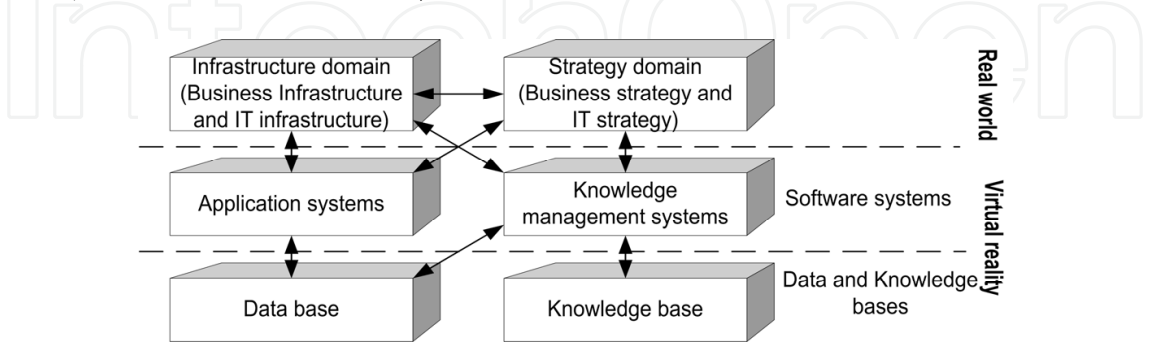 Infrastructure domain
(Business Infrastructure
and IT infrastructure)
Strategy domain
(Business strategy and
IT strategy)
Real world
Application systems
Knowledge
management systems
Software systems
Virtual reality
Data base
Knowledge base
Data and Knowledge
bases
IntechOpen